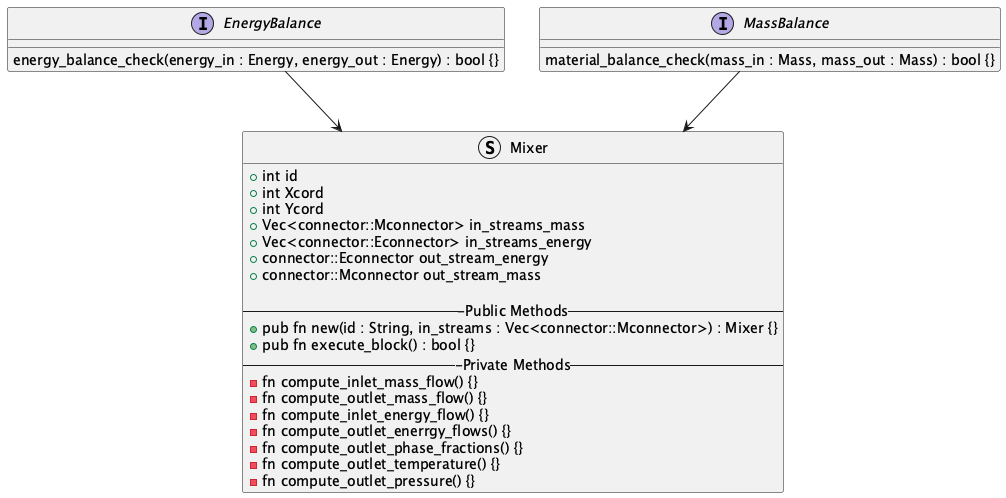 I EnergyBalance
energy_balance_check(energy_in : Energy, energy_out : Energy) : bool {}
I MassBalance
material_balance_check(mass_in : Mass, mass_out : Mass) : bool {}
S Mixer
int id
int Xcord
int Ycord
Vec<connector::Mconnector> in_streams_mass
Vec<connector::Econnector> in_streams_energy
connector::Econnector out_stream_energy
connector::Mconnector out_stream_mass
Public Methods
pub fn new(id : String, in_streams : Vec<connector::Mconnector>) : Mixer {}
pub fn execute_block() : bool {}
Private Methods
fn compute_inlet_mass_flow() {}
fn compute_outlet_mass_flow() {}
fn compute_inlet_energy_flow() {}
fn compute_outlet_enerrgy_flows() {}
fn compute_outlet_phase_fractions() {}
fn compute_outlet_temperature() {}
fn compute_outlet_pressure() {}